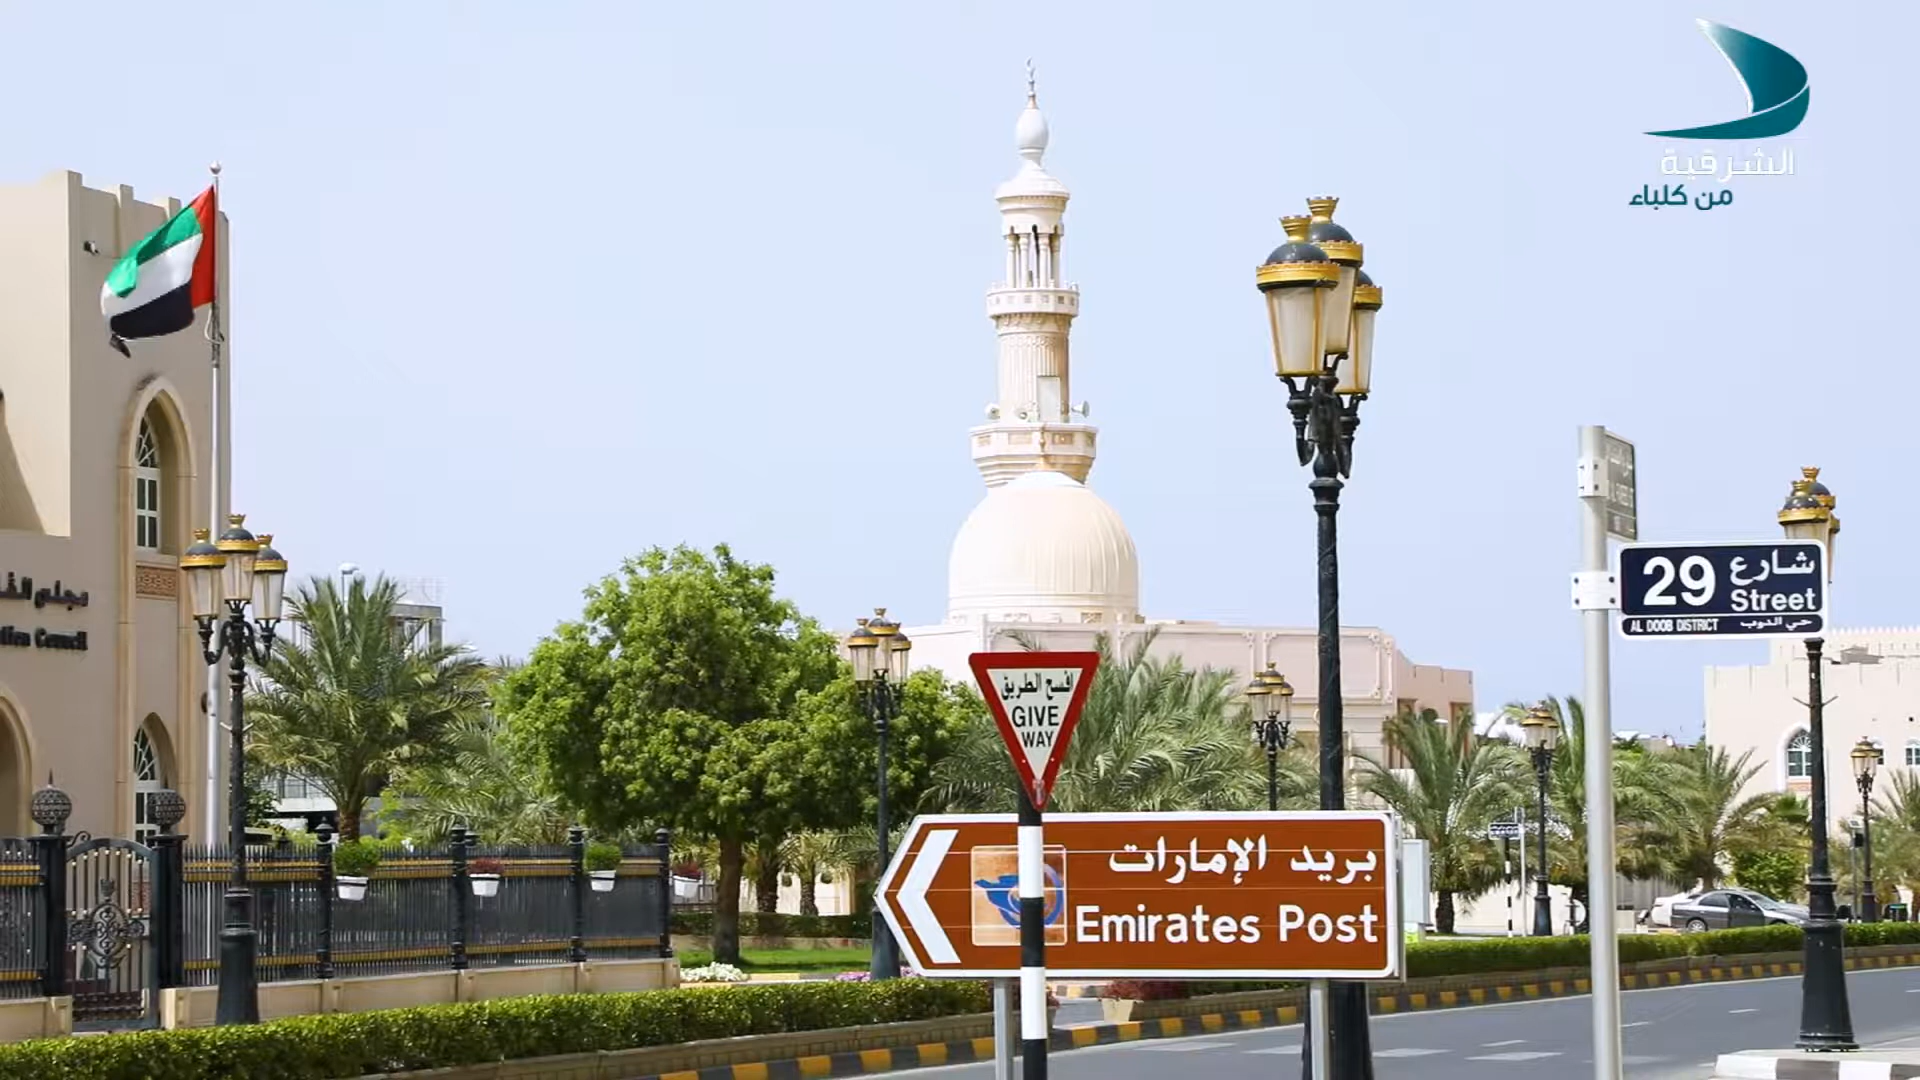 الشرقية
من كلباء
شارع
29
Street
AL DOOB DISTRICT
حي الدوب
افسح الطريق
GIVE
WAY
بريد الإمارات
Emirates Post
مجلس
Council